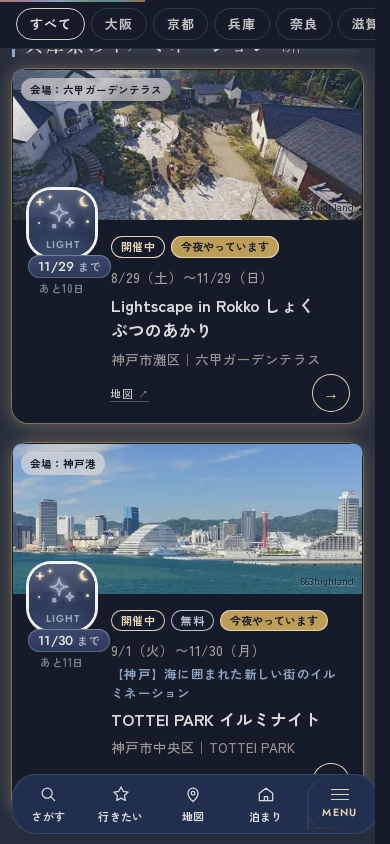 すべて
大阪
京都
兵庫
奈良
会場：六甲ガーデンテラス
663highland
LIGHT
11/29 まで
あと10日
開催中
今夜やっています
8/29（土）〜11/29（日）
Lightscape in Rokko しょく
ぶつのあかり
神戸市灘区｜六甲ガーデンテラス
地図 ↗
→
会場：神戸港
663highland
LIGHT
11/30 まで
あと11日
開催中
無料
今夜やっています
9/1（火）〜11/30（月）
【神戸】海に囲まれた新しい街のイル
ミネーション
TOTTEI PARK イルミナイト
神戸市中央区｜TOTTEI PARK
さがす
行きたい
地図
泊まり
MENU